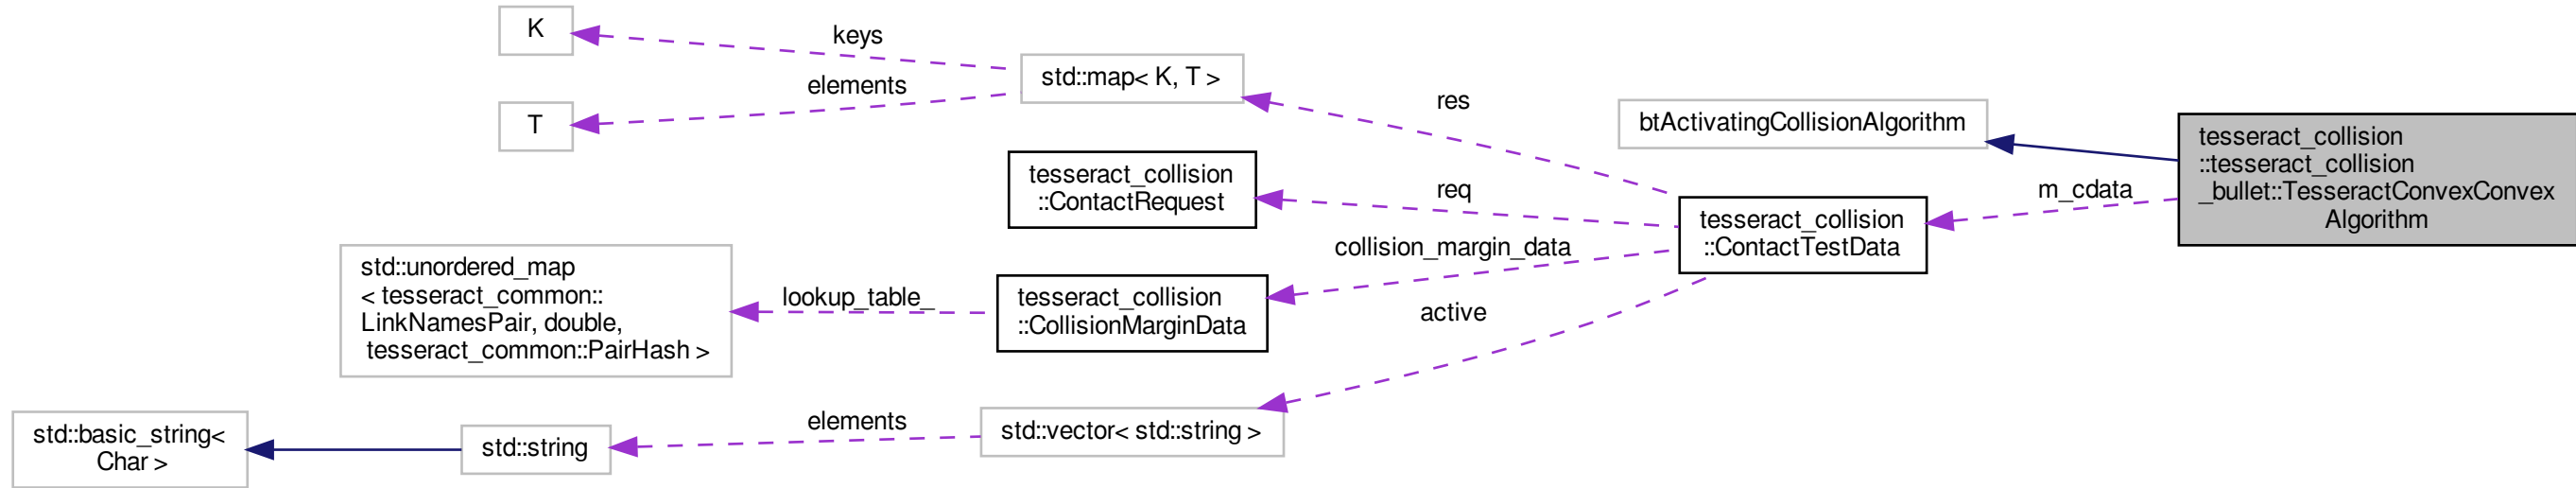 K
keys
std::map< K, T >
elements
T
res
btActivatingCollisionAlgorithm
tesseract_collision
::tesseract_collision
_bullet::TesseractConvexConvex
Algorithm
m_cdata
tesseract_collision
::ContactRequest
req
tesseract_collision
::ContactTestData
collision_margin_data
std::unordered_map
< tesseract_common::
LinkNamesPair, double,
tesseract_common::PairHash >
lookup_table_
tesseract_collision
::CollisionMarginData
active
std::basic_string<
Char >
std::string
elements
std::vector< std::string >